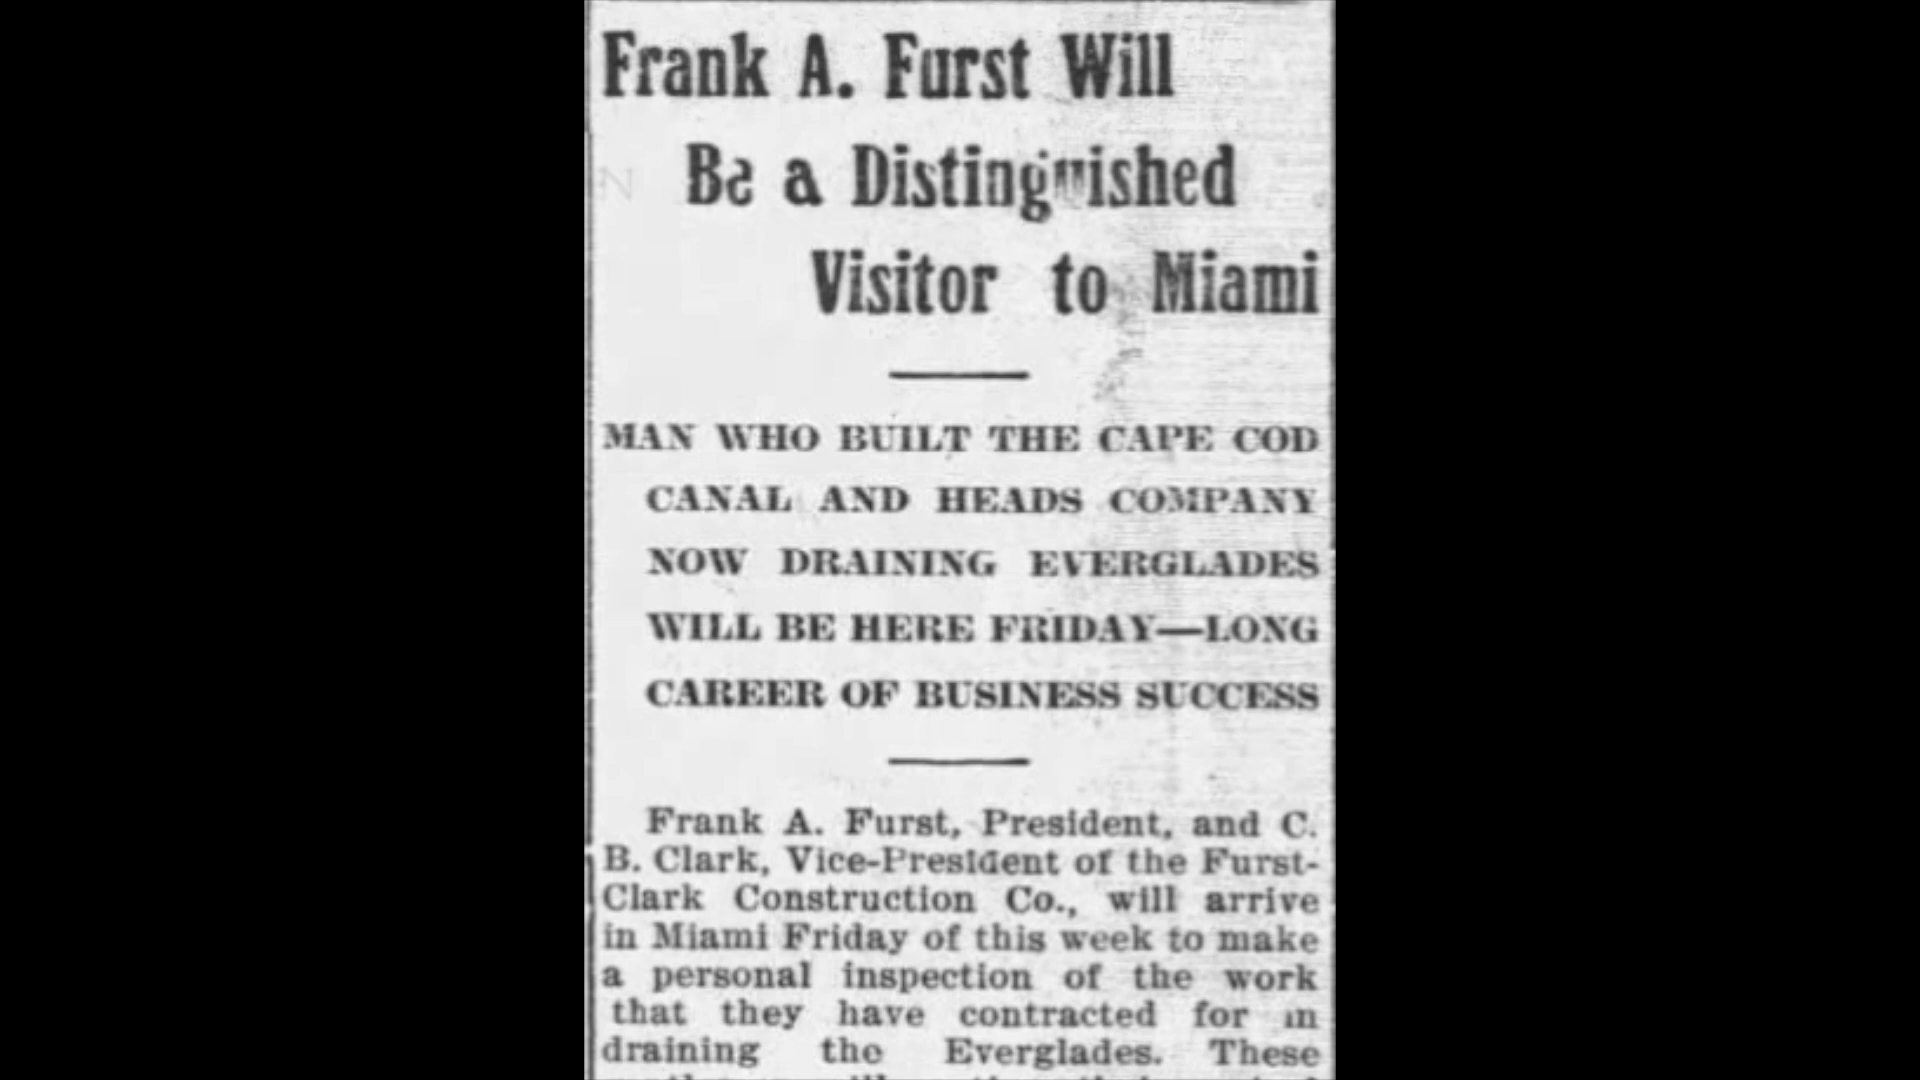 Frank A. Furst Will
Be a Distinguished
Visitor to Miami
MAN WHO BUILT THE CAPE COD
CANAL AND HEADS COMPANY
NOW DRAINING EVERGLADES
WILL BE HERE FRIDAY—LONG
CAREER OF BUSINESS SUCCESS
Frank A. Furst, President, and C.
B. Clark, Vice-President of the Furst-
Clark Construction Co., will arrive
in Miami Friday of this week to make
a personal inspection of the work
that they have contracted for in
draining the Everglades. These